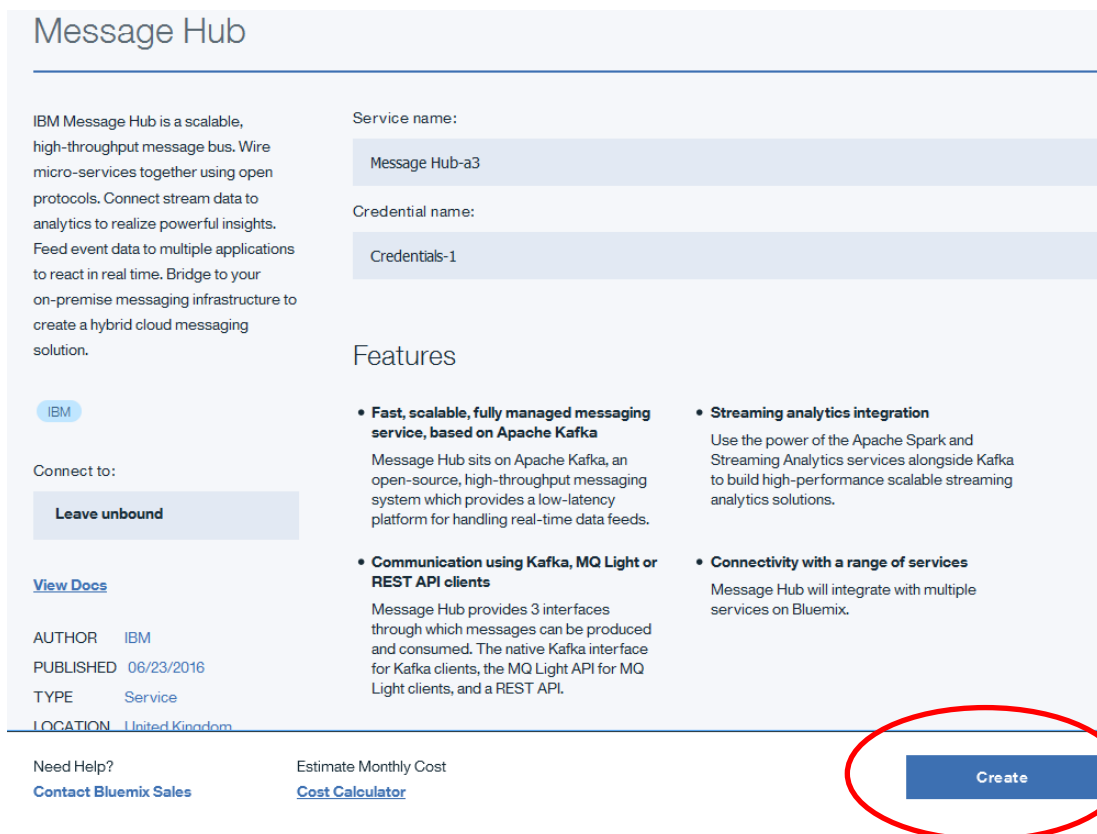 Message Hub
IBM Message Hub is a scalable,
high-throughput message bus. Wire
micro-services together using open
protocols. Connect stream data to
analytics to realize powerful insights.
Feed event data to multiple applications
to react in real time. Bridge to your
on-premise messaging infrastructure to
create a hybrid cloud messaging
solution.
IBM
Connect to:
Leave unbound
View Docs
AUTHOR IBM
PUBLISHED 06/23/2016
TYPE Service
LOCATION United Kingdom
Service name:
Message Hub-a3
Credential name:
Credentials-1
Features
• Fast, scalable, fully managed messaging
service, based on Apache Kafka
Message Hub sits on Apache Kafka, an
open-source, high-throughput messaging
system which provides a low-latency
platform for handling real-time data feeds.
• Streaming analytics integration
Use the power of the Apache Spark and
Streaming Analytics services alongside Kafka
to build high-performance scalable streaming
analytics solutions.
• Communication using Kafka, MQ Light or
REST API clients
Message Hub provides 3 interfaces
through which messages can be produced
and consumed. The native Kafka interface
for Kafka clients, the MQ Light API for MQ
Light clients, and a REST API.
• Connectivity with a range of services
Message Hub will integrate with multiple
services on Bluemix.
Need Help?
Contact Bluemix Sales
Estimate Monthly Cost
Cost Calculator
Create